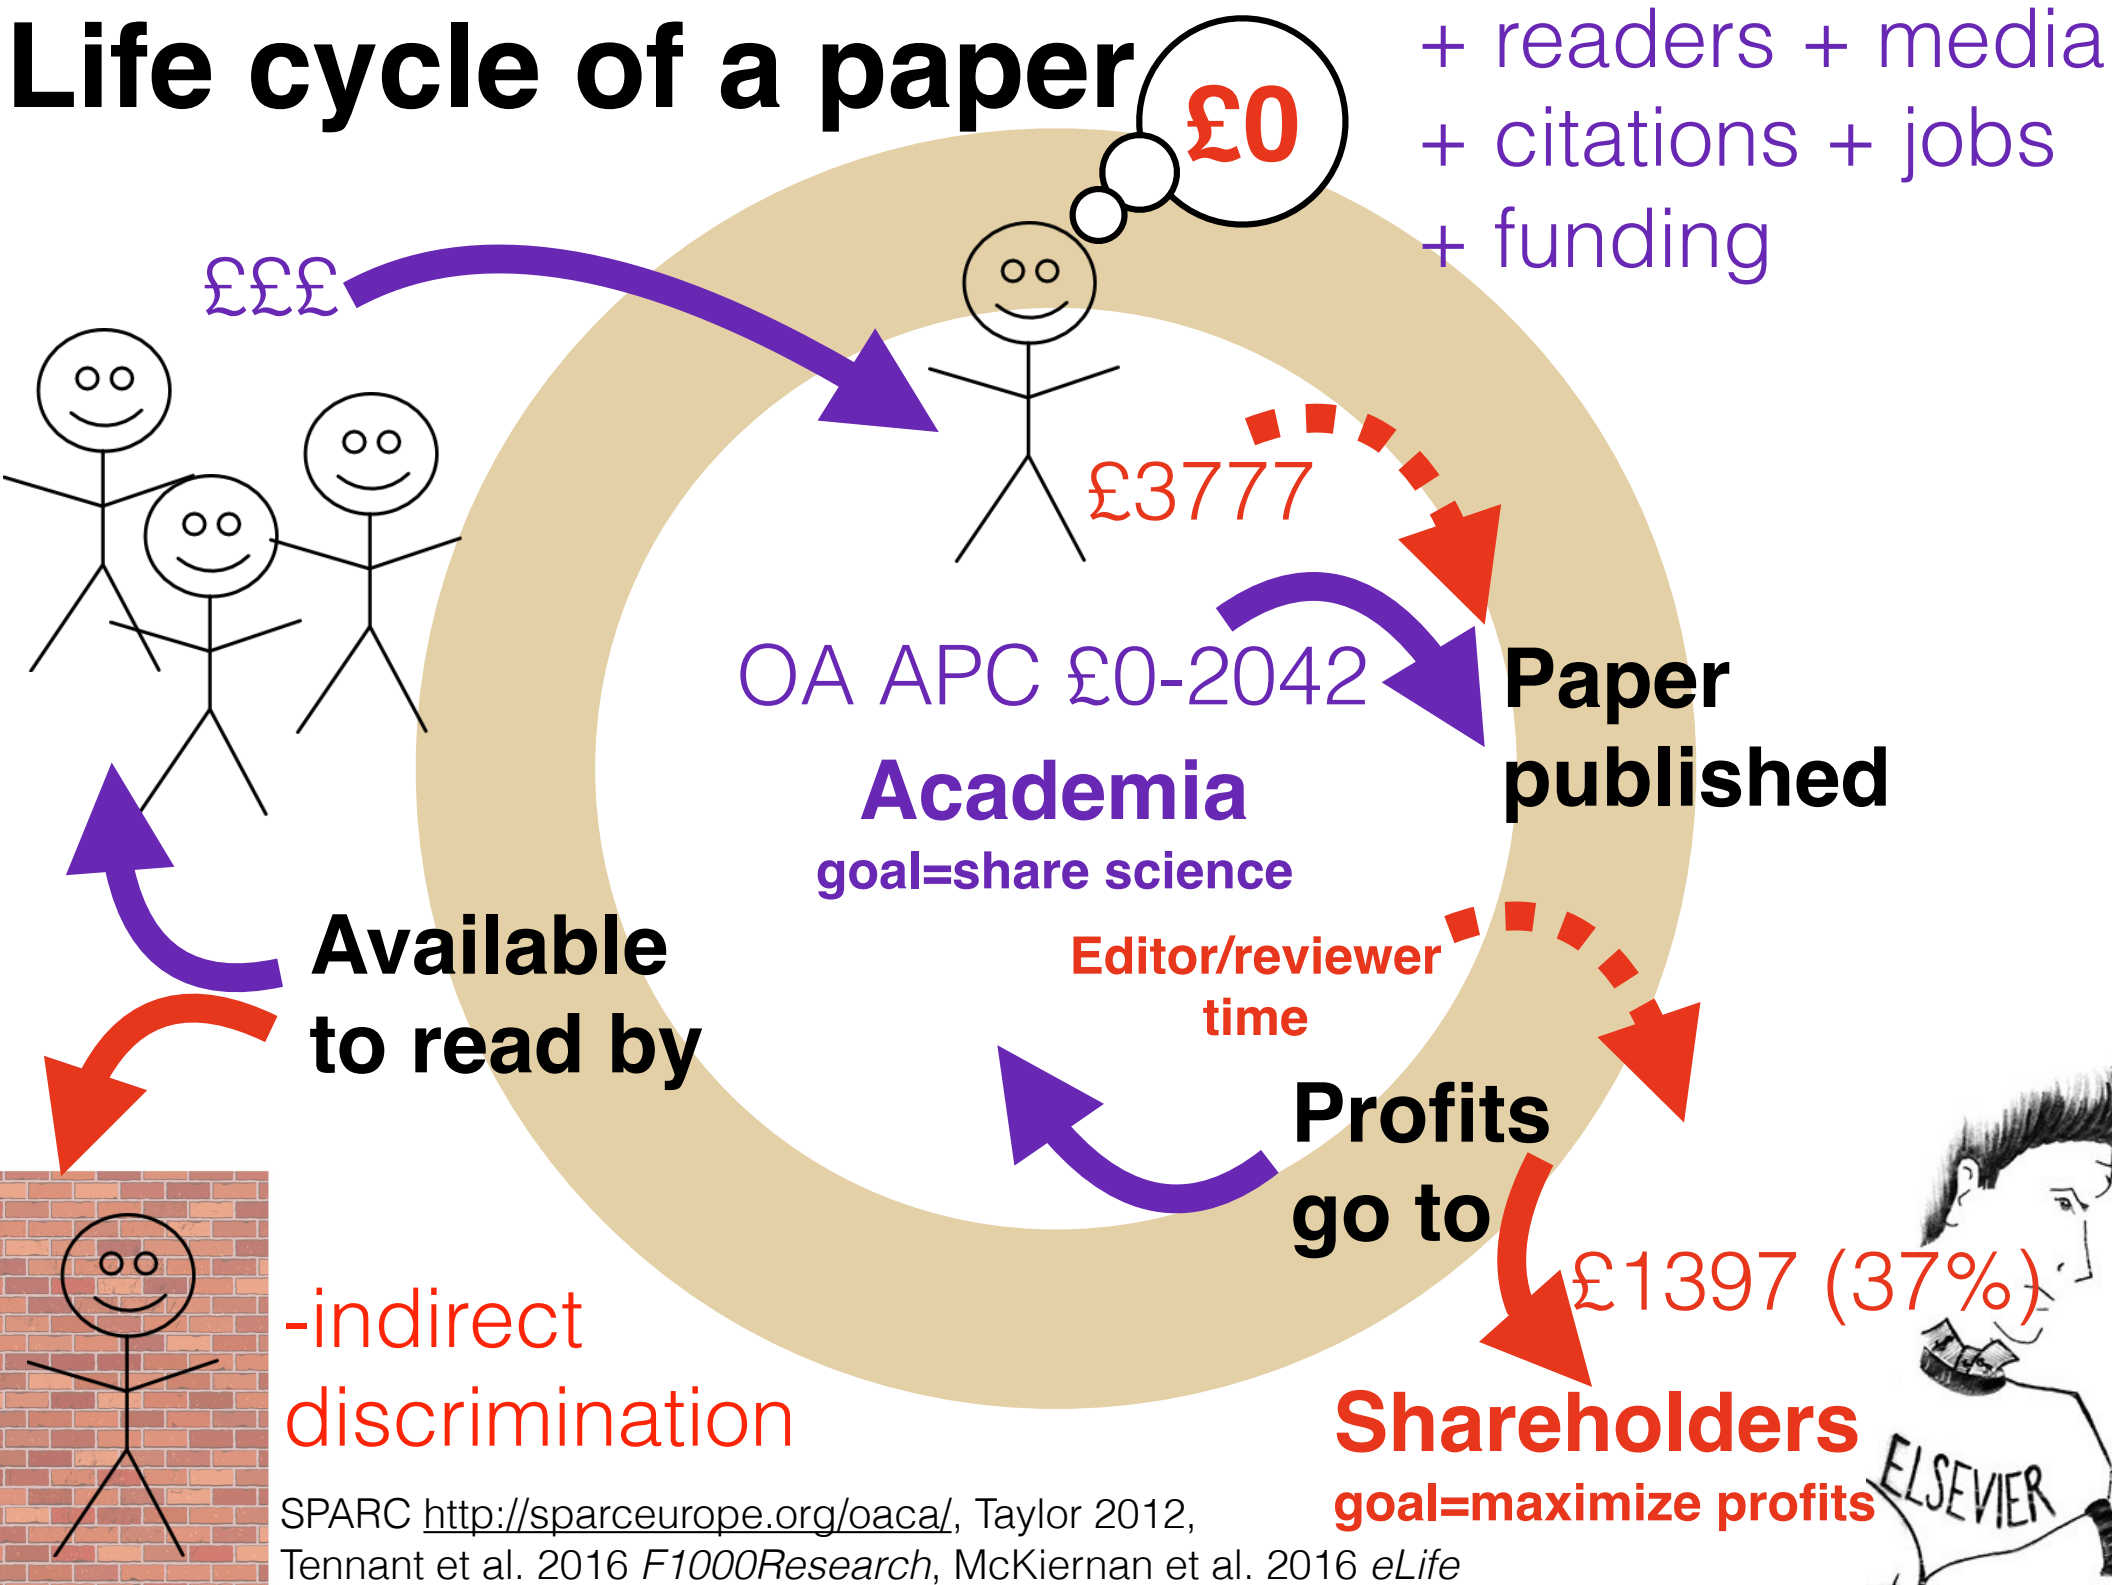 Life cycle of a paper
£0
+ readers + media
+ citations + jobs
+ funding
£££
£3777
OA APC £0-2042
Paper
published
Academia
goal=share science
Available
to read by
Editor/reviewer
time
Profits
go to
£1397 (37%)
-indirect
discrimination
Shareholders
goal=maximize profits
ELSEVIER
SPARC http://sparceurope.org/oaca/, Taylor 2012,
Tennant et al. 2016 F1000Research, McKiernan et al. 2016 eLife